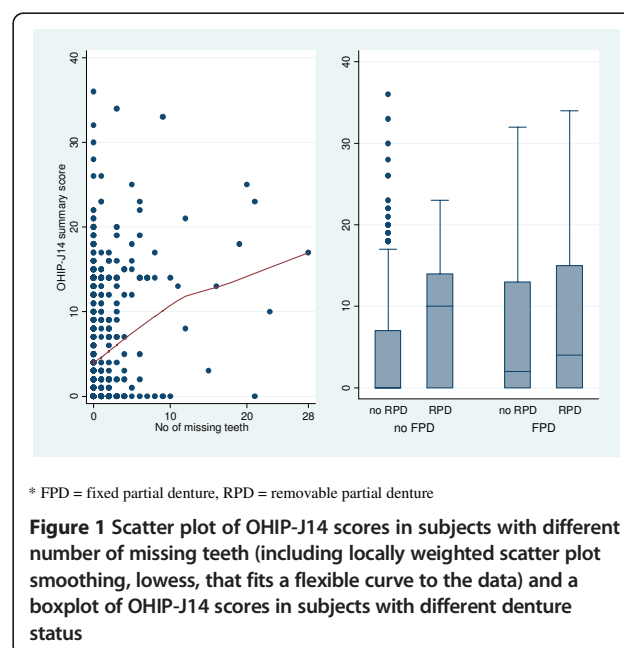 40
30
20
10
0
OHIP-J14 summary score
0 10 20 28
No of missing teeth
40
30
20
10
0
no RPD RPD no RPD RPD
no FPD FPD
* FPD = fixed partial denture, RPD = removable partial denture
Figure 1 Scatter plot of OHIP-J14 scores in subjects with different
number of missing teeth (including locally weighted scatter plot
smoothing, lowess, that fits a flexible curve to the data) and a
boxplot of OHIP-J14 scores in subjects with different denture
status